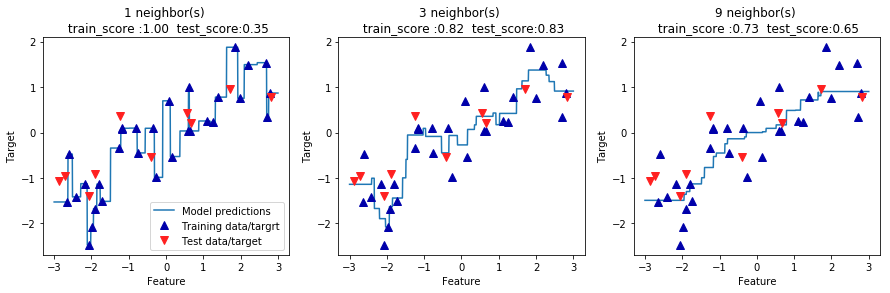 1 neighbor(s)
train_score :1.00 test_score:0.35
3 neighbor(s)
train_score :0.82 test_score:0.83
9 neighbor(s)
train_score :0.73 test_score:0.65
Target
2
1
0
−1
−2
Model predictions
Training data/targrt
Test data/target
−3 −2 −1 0 1 2 3
Feature
Target
2
1
0
−1
−2
−3 −2 −1 0 1 2 3
Feature
Target
2
1
0
−1
−2
−3 −2 −1 0 1 2 3
Feature